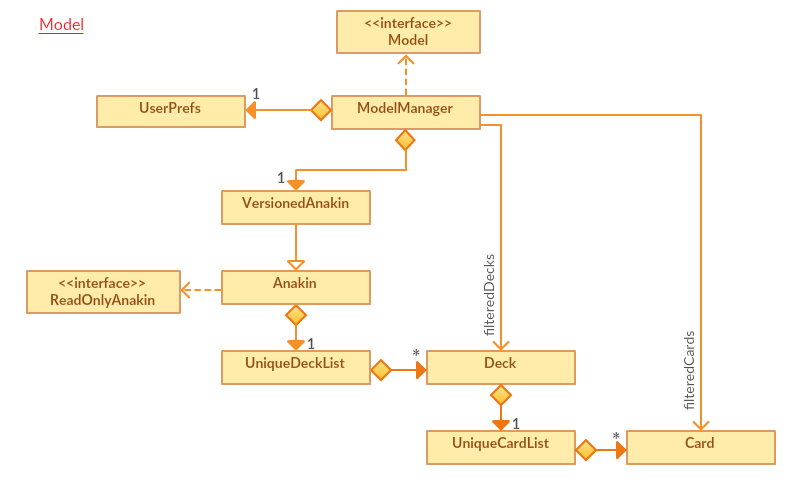 Model
<<interface>>
Model
UserPrefs
1
ModelManager
1
VersionedAnakin
<<interface>>
ReadOnlyAnakin
Anakin
filteredDecks
filteredCards
1
UniqueDeckList
*
Deck
1
UniqueCardList
*
Card